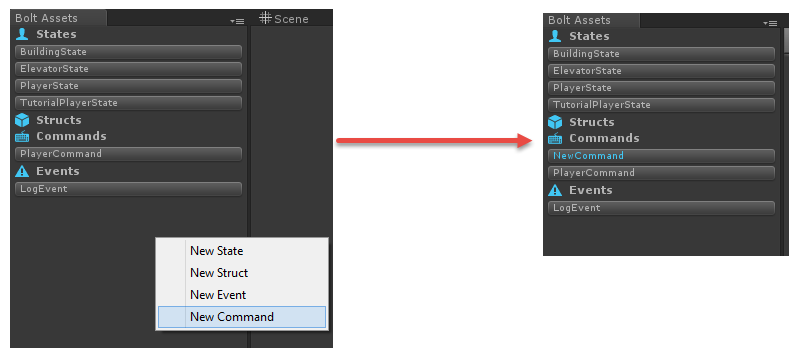 Bolt Assets
Scene
States
BuildingState
ElevatorState
PlayerState
TutorialPlayerState
Structs
Commands
PlayerCommand
Events
LogEvent
New State
New Struct
New Event
New Command
Bolt Assets
States
BuildingState
ElevatorState
PlayerState
TutorialPlayerState
Structs
Commands
NewCommand
PlayerCommand
Events
LogEvent